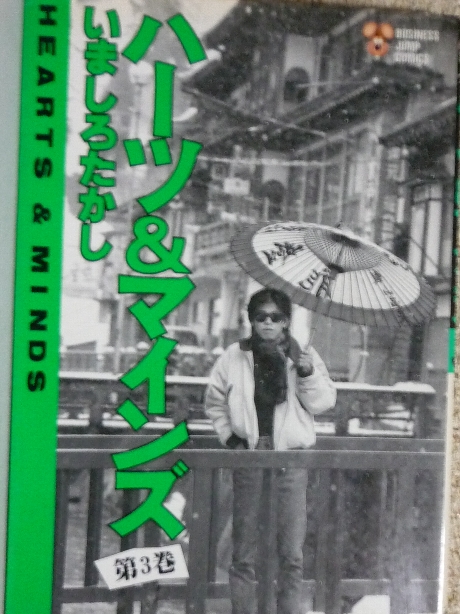 HEARTS & MINDS
ハーツ&マインズ
いましろたかし
第3巻
BUSINESS
JUMP
COMICS